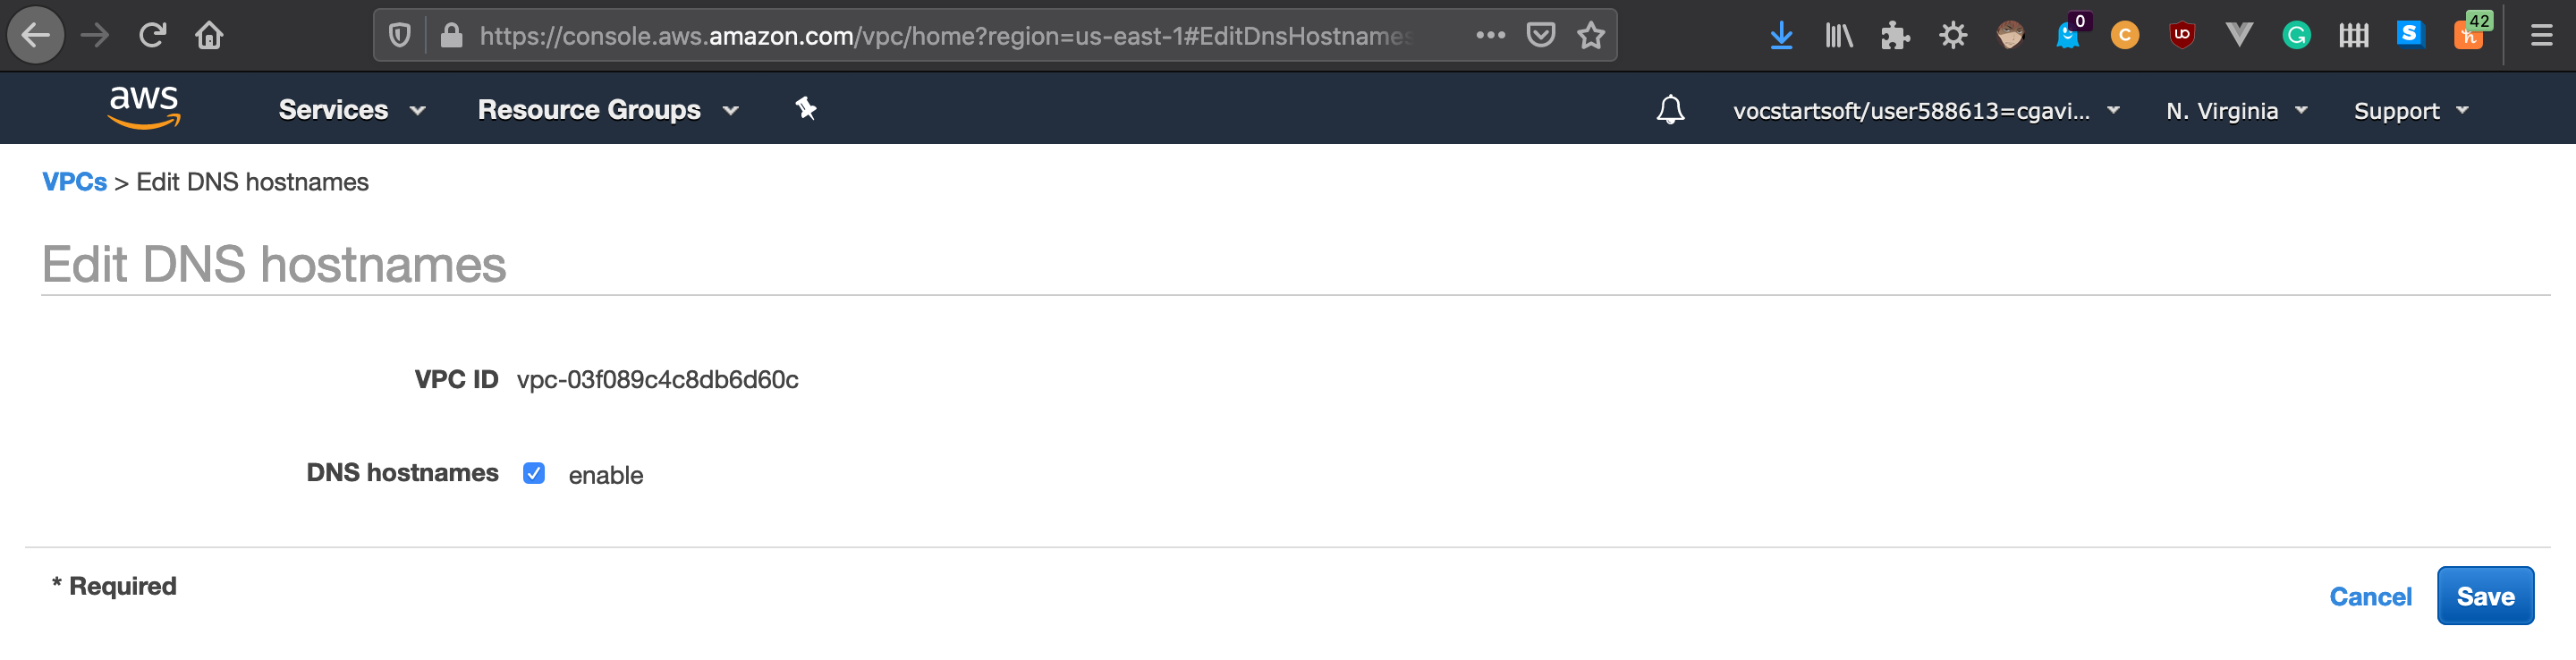 https://console.aws.amazon.com/vpc/home?region=us-east-1#EditDnsHostnames
0
C
UD
G
S
42
h
aws
Services
Resource Groups
vocstartsoft/user588613=cgavi...
N. Virginia
Support
VPCs > Edit DNS hostnames
Edit DNS hostnames
VPC ID vpc-03f089c4c8db6d60c
DNS hostnames enable
* Required
Cancel
Save